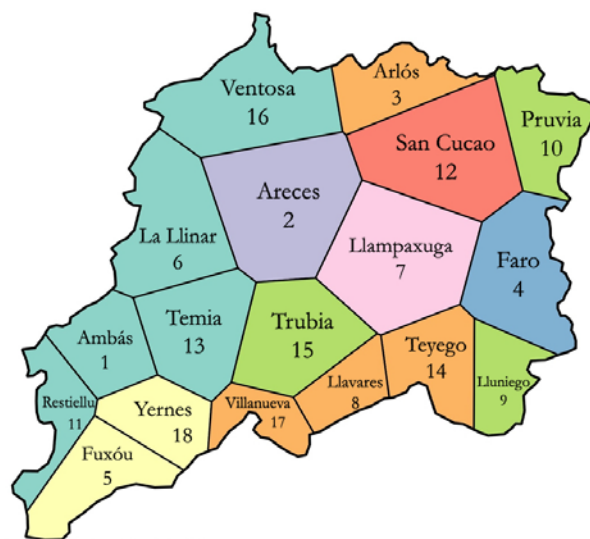 Arlós
3
Ventosa
16
Pruvia
10
San Cucao
12
Areces
2
La Llinar
6
Llampaxuga
7
Faro
4
Temia
13
Trubia
15
Ambás
1
Teyego
14
Lluniego
9
Llavares
8
Restiellu
11
Yernes
18
Villanueva
17
Fuxóu
5